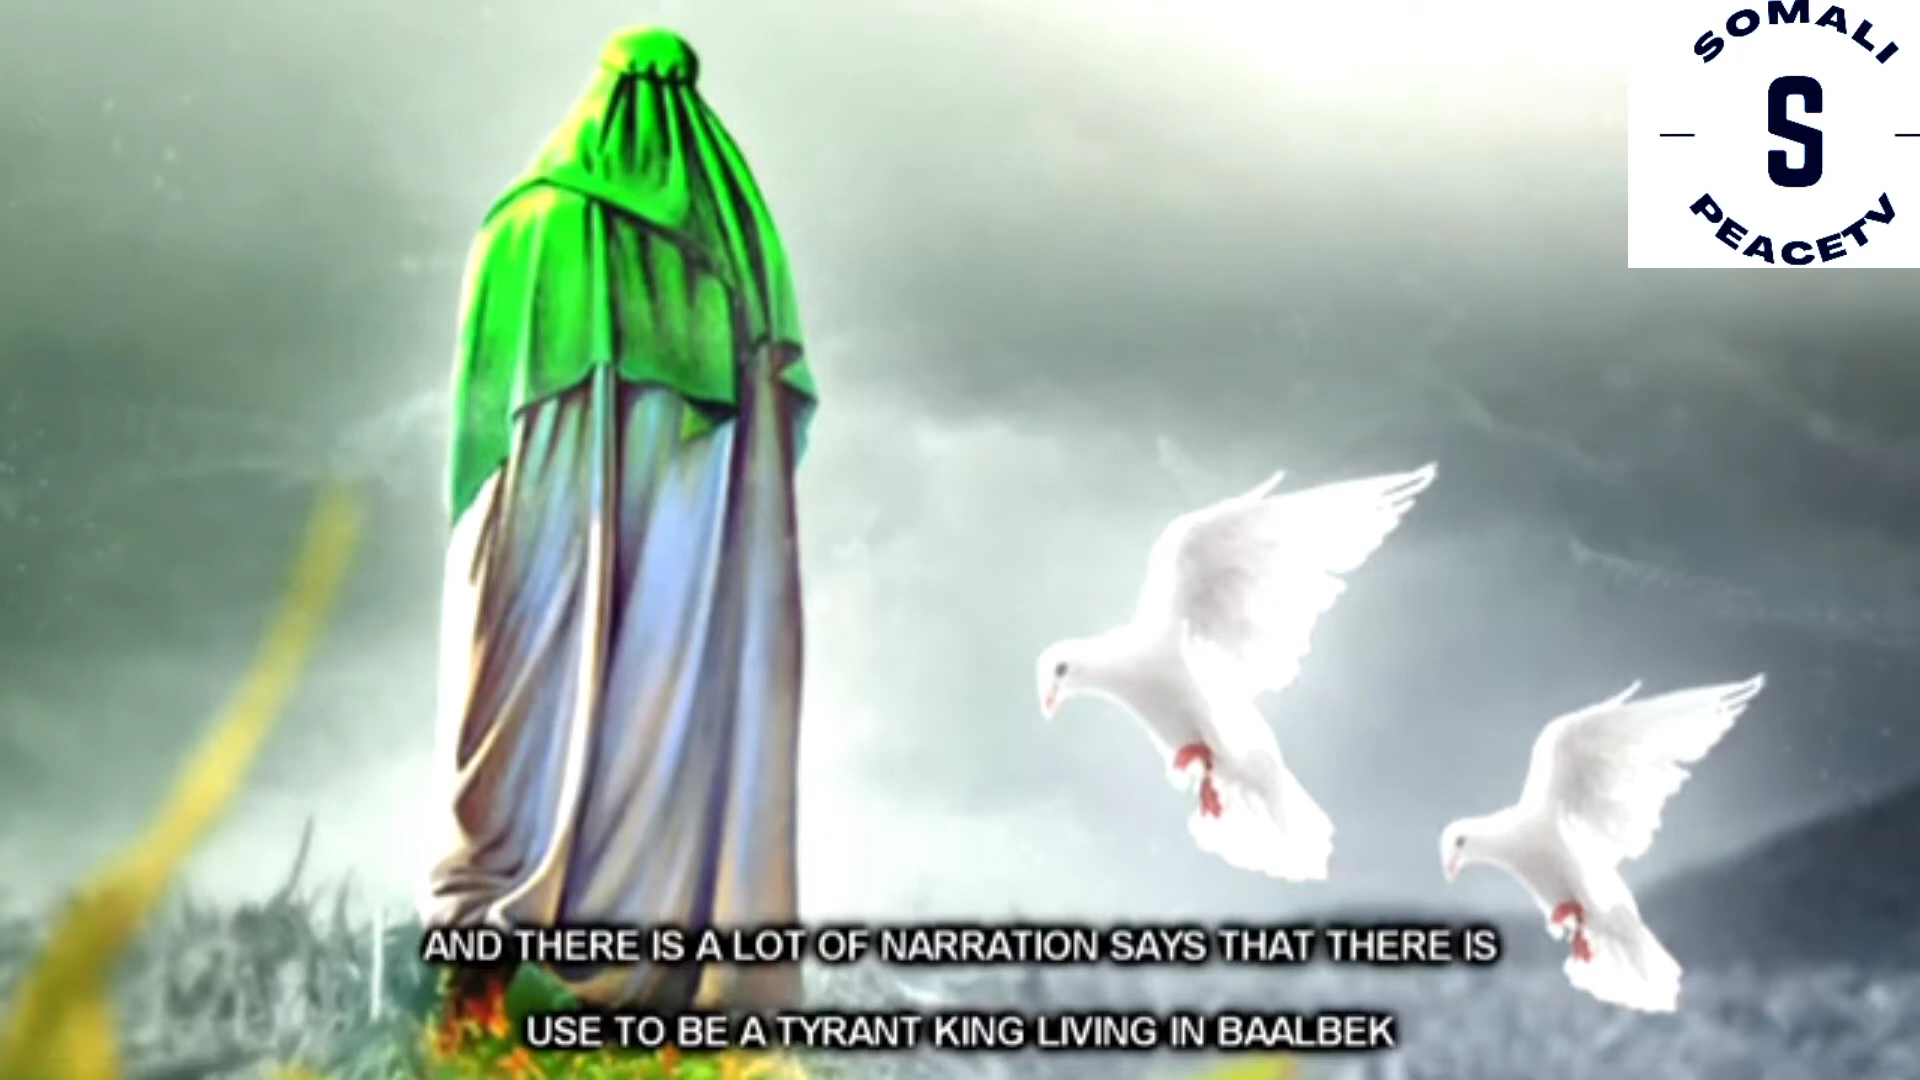 SOMALI
S
PEACETV
AND THERE IS A LOT OF NARRATION SAYS THAT THERE IS
USE TO BE A TYRANT KING LIVING IN BAALBEK